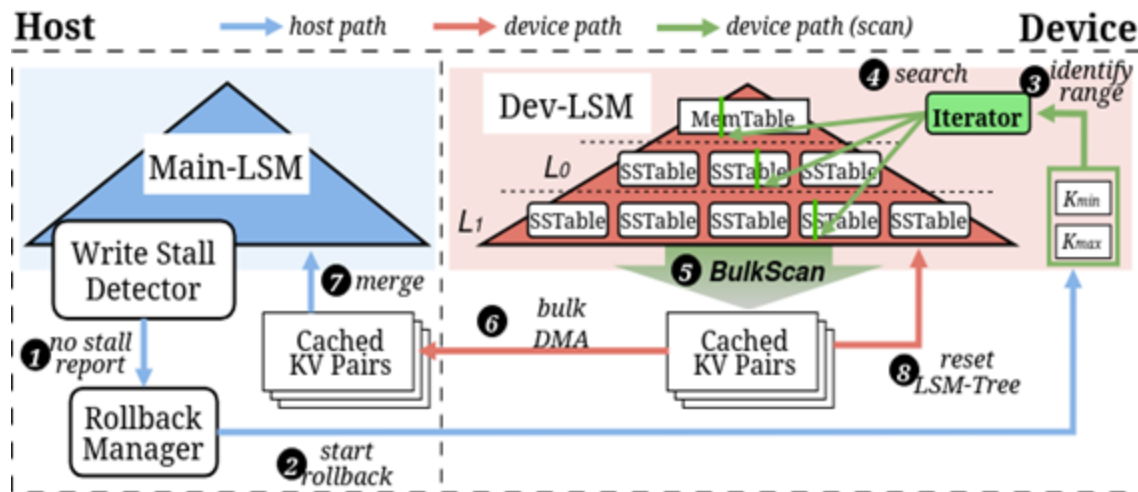 Host
host path
device path
device path (scan)
Device
Main-LSM
Write Stall
Detector
1 no stall
report
Rollback
Manager
2 start
rollback
7 merge
Cached
KV Pairs
6 bulk
DMA
Dev-LSM
MemTable
L0
SSTable SSTable SSTable
L1
SSTable SSTable SSTable SSTable SSTable
4 search
3 identify
range
Iterator
Kmin
Kmax
5 BulkScan
Cached
KV Pairs
8 reset
LSM-Tree